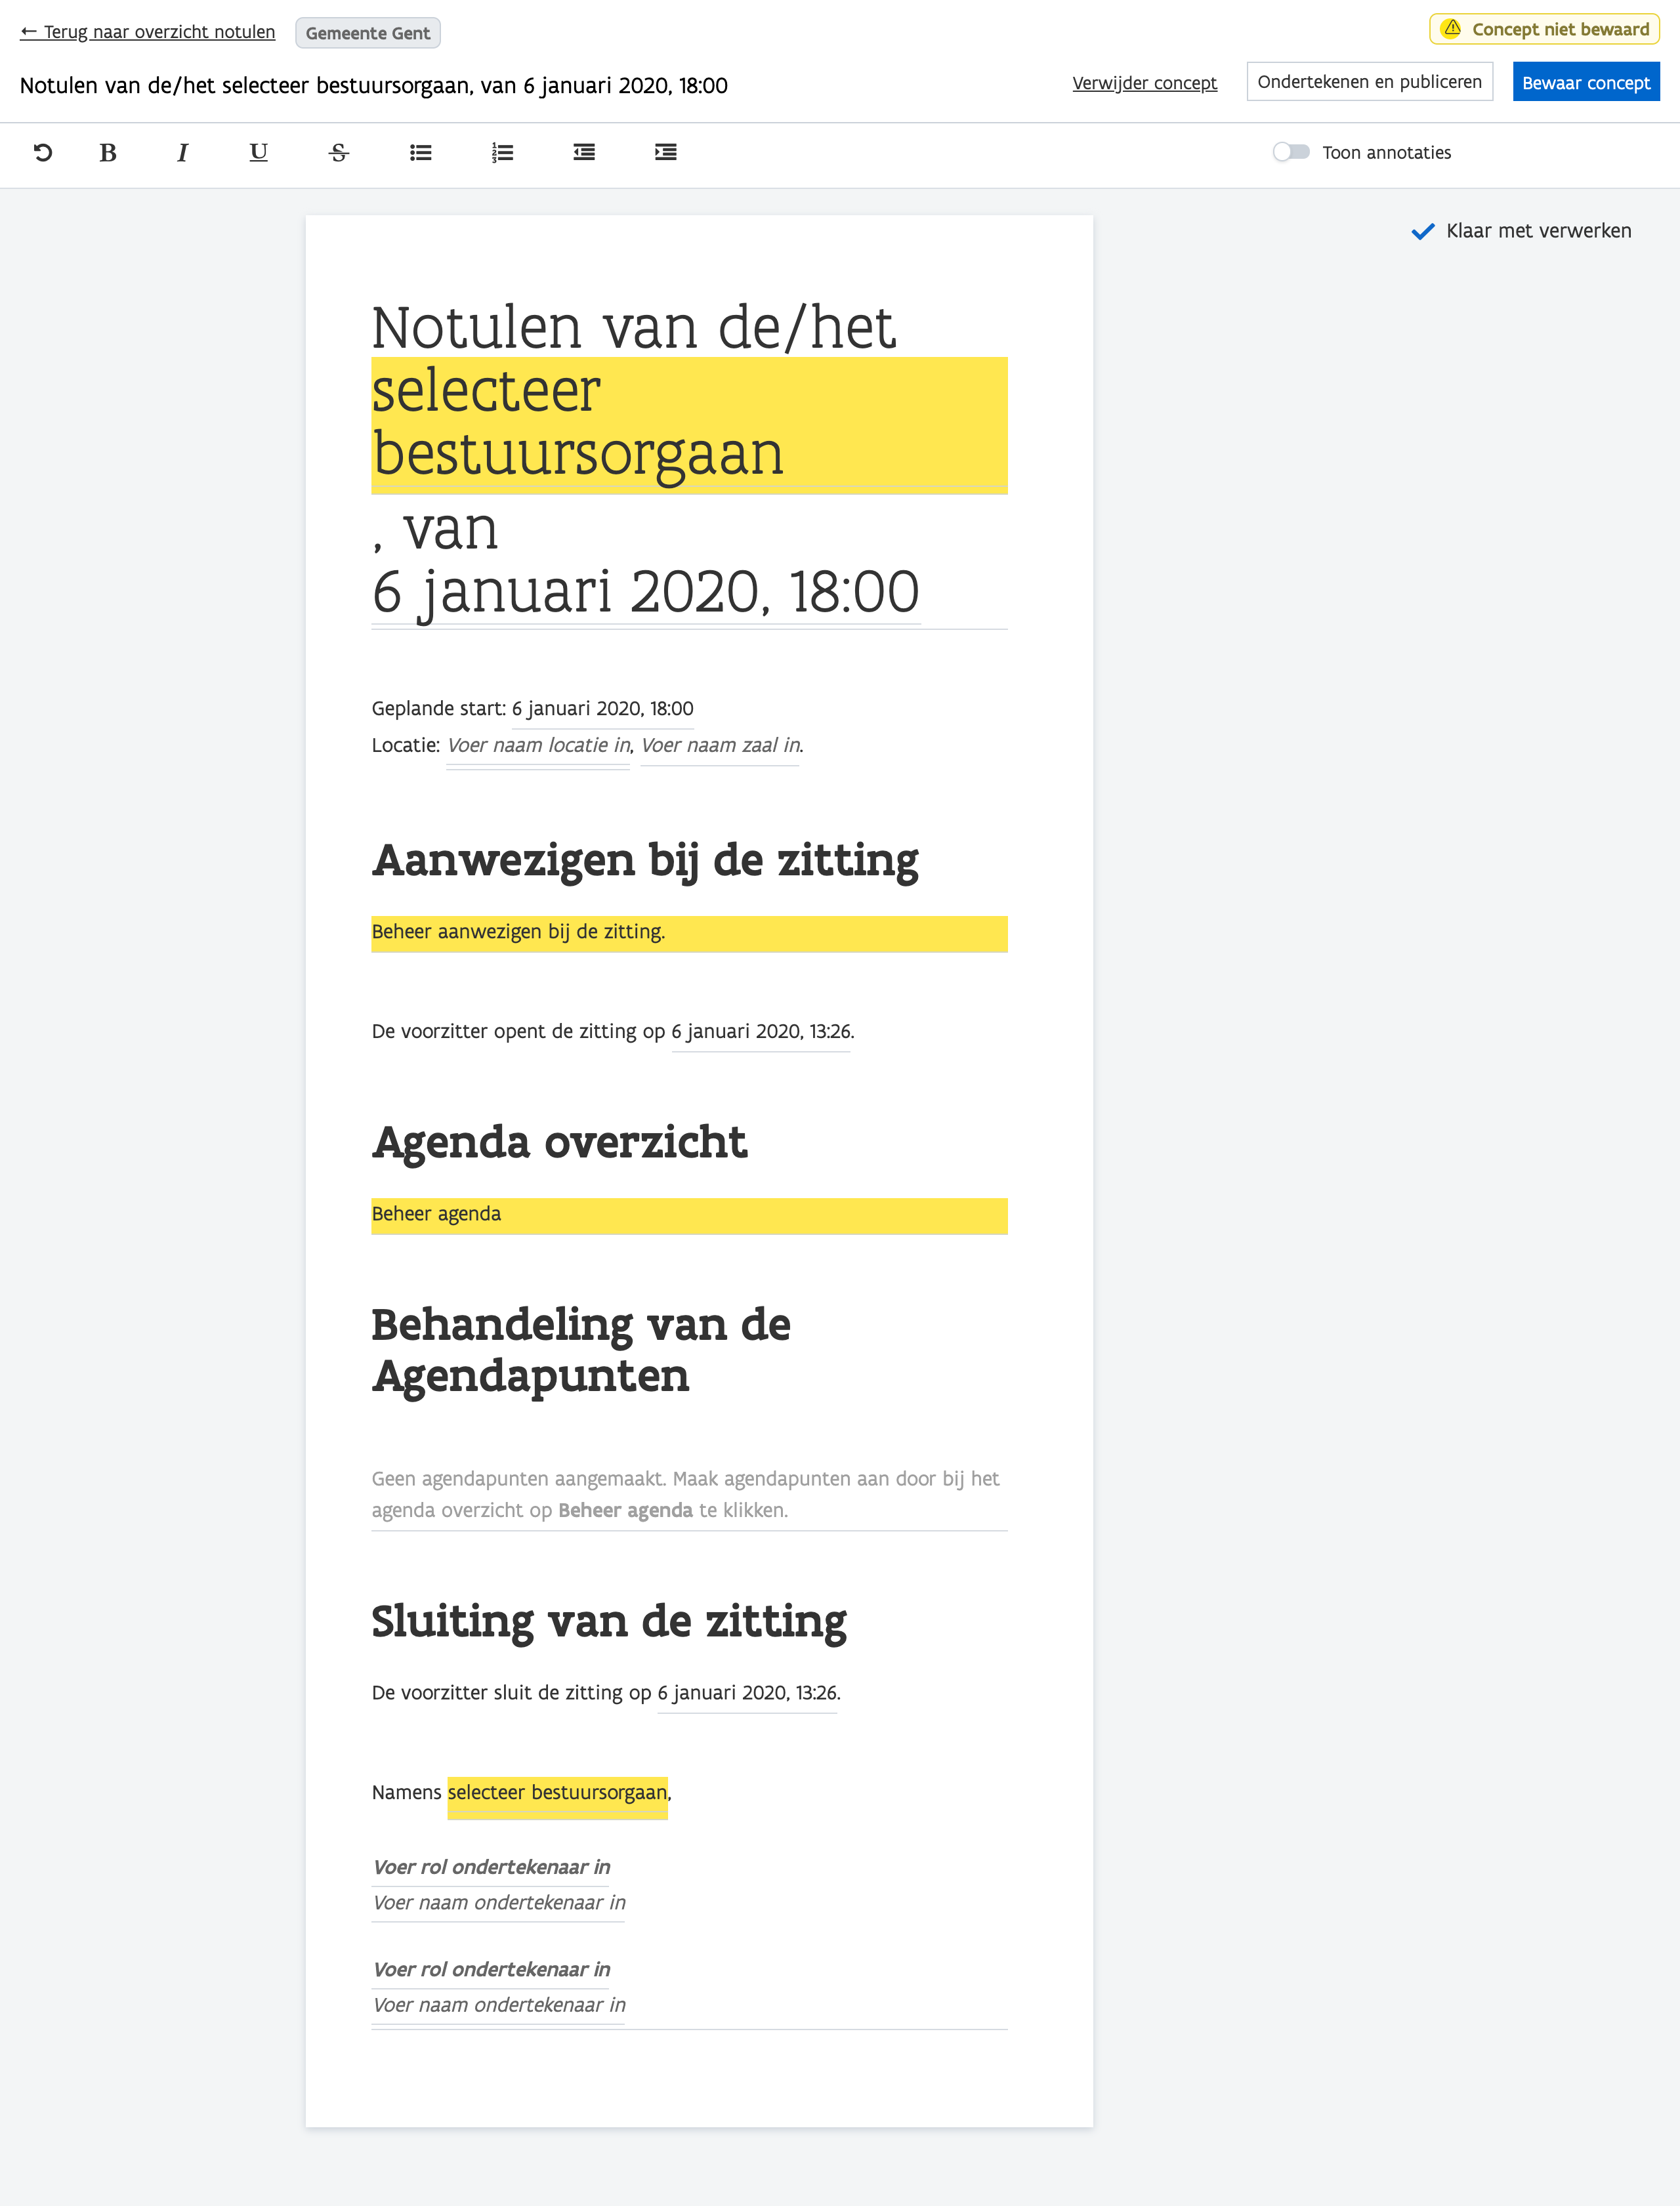 ← Terug naar overzicht notulen Gemeente Gent
Concept niet bewaard
Notulen van de/het selecteer bestuursorgaan, van 6 januari 2020, 18:00
Verwijder concept Ondertekenen en publiceren Bewaar concept
B I U S
Toon annotaties
Klaar met verwerken
Notulen van de/het
selecteer
bestuursorgaan
, van
6 januari 2020, 18:00
Geplande start: 6 januari 2020, 18:00
Locatie: Voer naam locatie in, Voer naam zaal in.
Aanwezigen bij de zitting
Beheer aanwezigen bij de zitting.
De voorzitter opent de zitting op 6 januari 2020, 13:26.
Agenda overzicht
Beheer agenda
Behandeling van de
Agendapunten
Geen agendapunten aangemaakt. Maak agendapunten aan door bij het
agenda overzicht op Beheer agenda te klikken.
Sluiting van de zitting
De voorzitter sluit de zitting op 6 januari 2020, 13:26.
Namens selecteer bestuursorgaan,
Voer rol ondertekenaar in
Voer naam ondertekenaar in
Voer rol ondertekenaar in
Voer naam ondertekenaar in